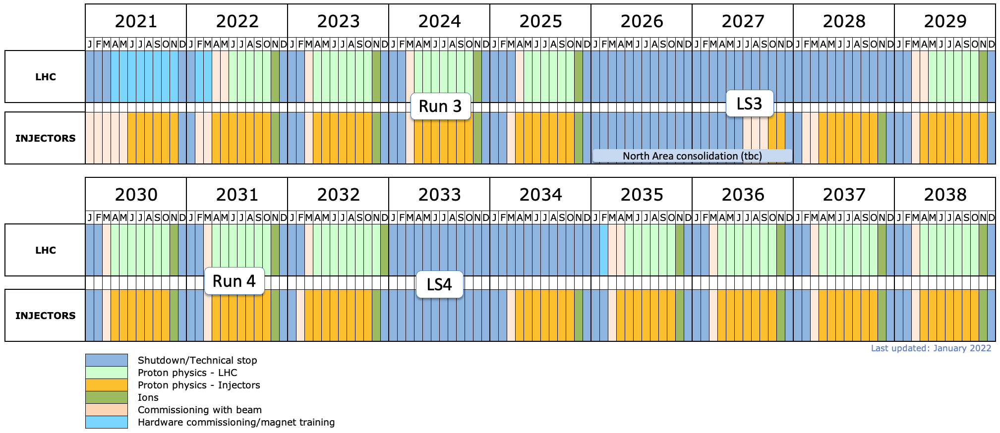 2021 2022 2023 2024 2025 2026 2027 2028 2029
J F M A M J J A S O N D J F M A M J J A S O N D J F M A M J J A S O N D J F M A M J J A S O N D J F M A M J J A S O N D J F M A M J J A S O N D J F M A M J J A S O N D J F M A M J J A S O N D J F M A M J J A S O N D
LHC
Run 3
LS3
INJECTORS
North Area consolidation (tbc)
2030 2031 2032 2033 2034 2035 2036 2037 2038
J F M A M J J A S O N D J F M A M J J A S O N D J F M A M J J A S O N D J F M A M J J A S O N D J F M A M J J A S O N D J F M A M J J A S O N D J F M A M J J A S O N D J F M A M J J A S O N D J F M A M J J A S O N D
LHC
Run 4
LS4
INJECTORS
Last updated: January 2022
Shutdown/Technical stop
Proton physics - LHC
Proton physics - Injectors
Ions
Commissioning with beam
Hardware commissioning/magnet training